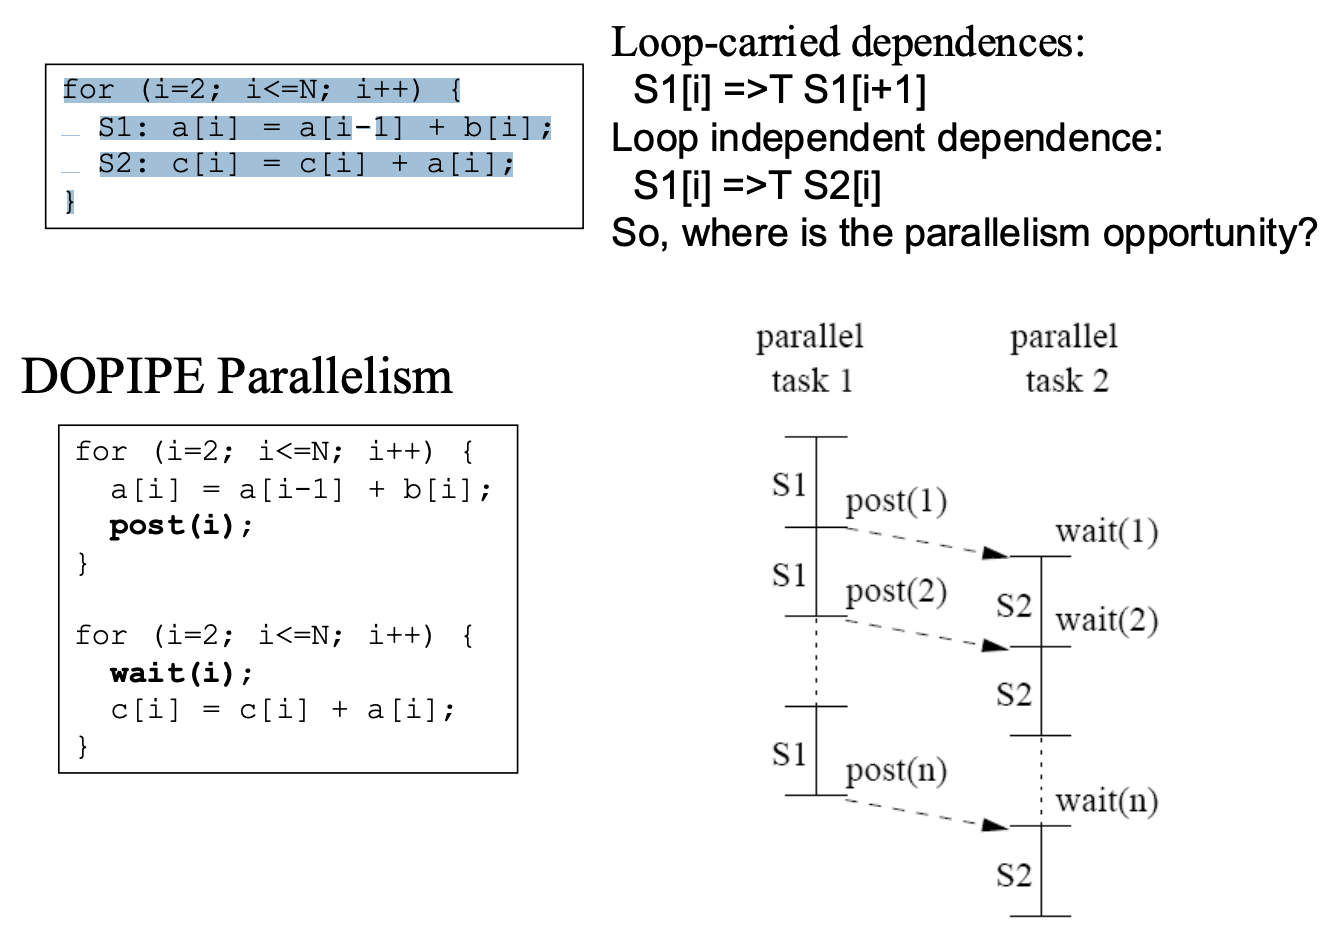 for (i=2; i<=N; i++) {
S1: a[i] = a[i-1] + b[i];
S2: c[i] = c[i] + a[i];
}
Loop-carried dependences:
S1[i] =>T S1[i+1]
Loop independent dependence:
S1[i] =>T S2[i]
So, where is the parallelism opportunity?
DOPIPE Parallelism
for (i=2; i<=N; i++) {
a[i] = a[i-1] + b[i];
post(i);
}
for (i=2; i<=N; i++) {
wait(i);
c[i] = c[i] + a[i];
}
parallel
task 1
parallel
task 2
S1
post(1)
wait(1)
S1
post(2)
S2
wait(2)
S2
S1
post(n)
wait(n)
S2